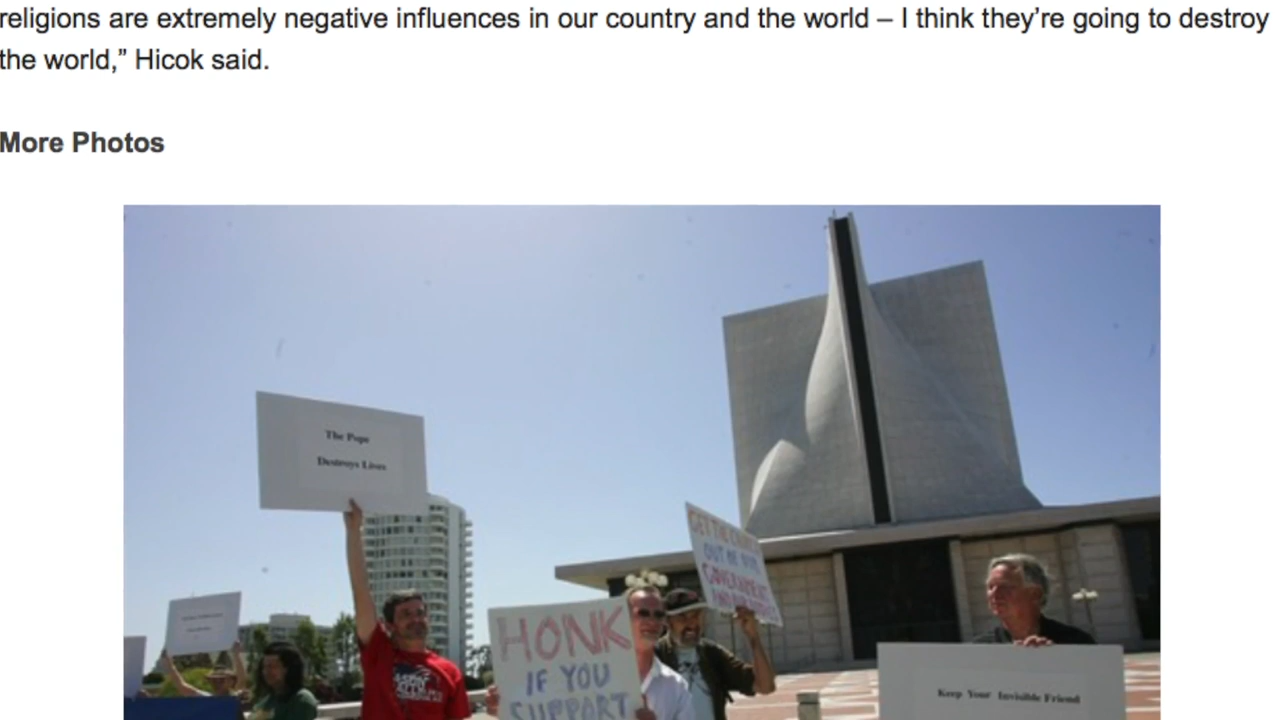 religions are extremely negative influences in our country and the world – I think they’re going to destroy
the world,” Hicok said.
More Photos
The Pope
Destroys Lives
GET THE CHURCH
OUT OF OUR
GOVERNMENT
HONK
IF YOU
SUPPORT
Keep Your Invisible Friend